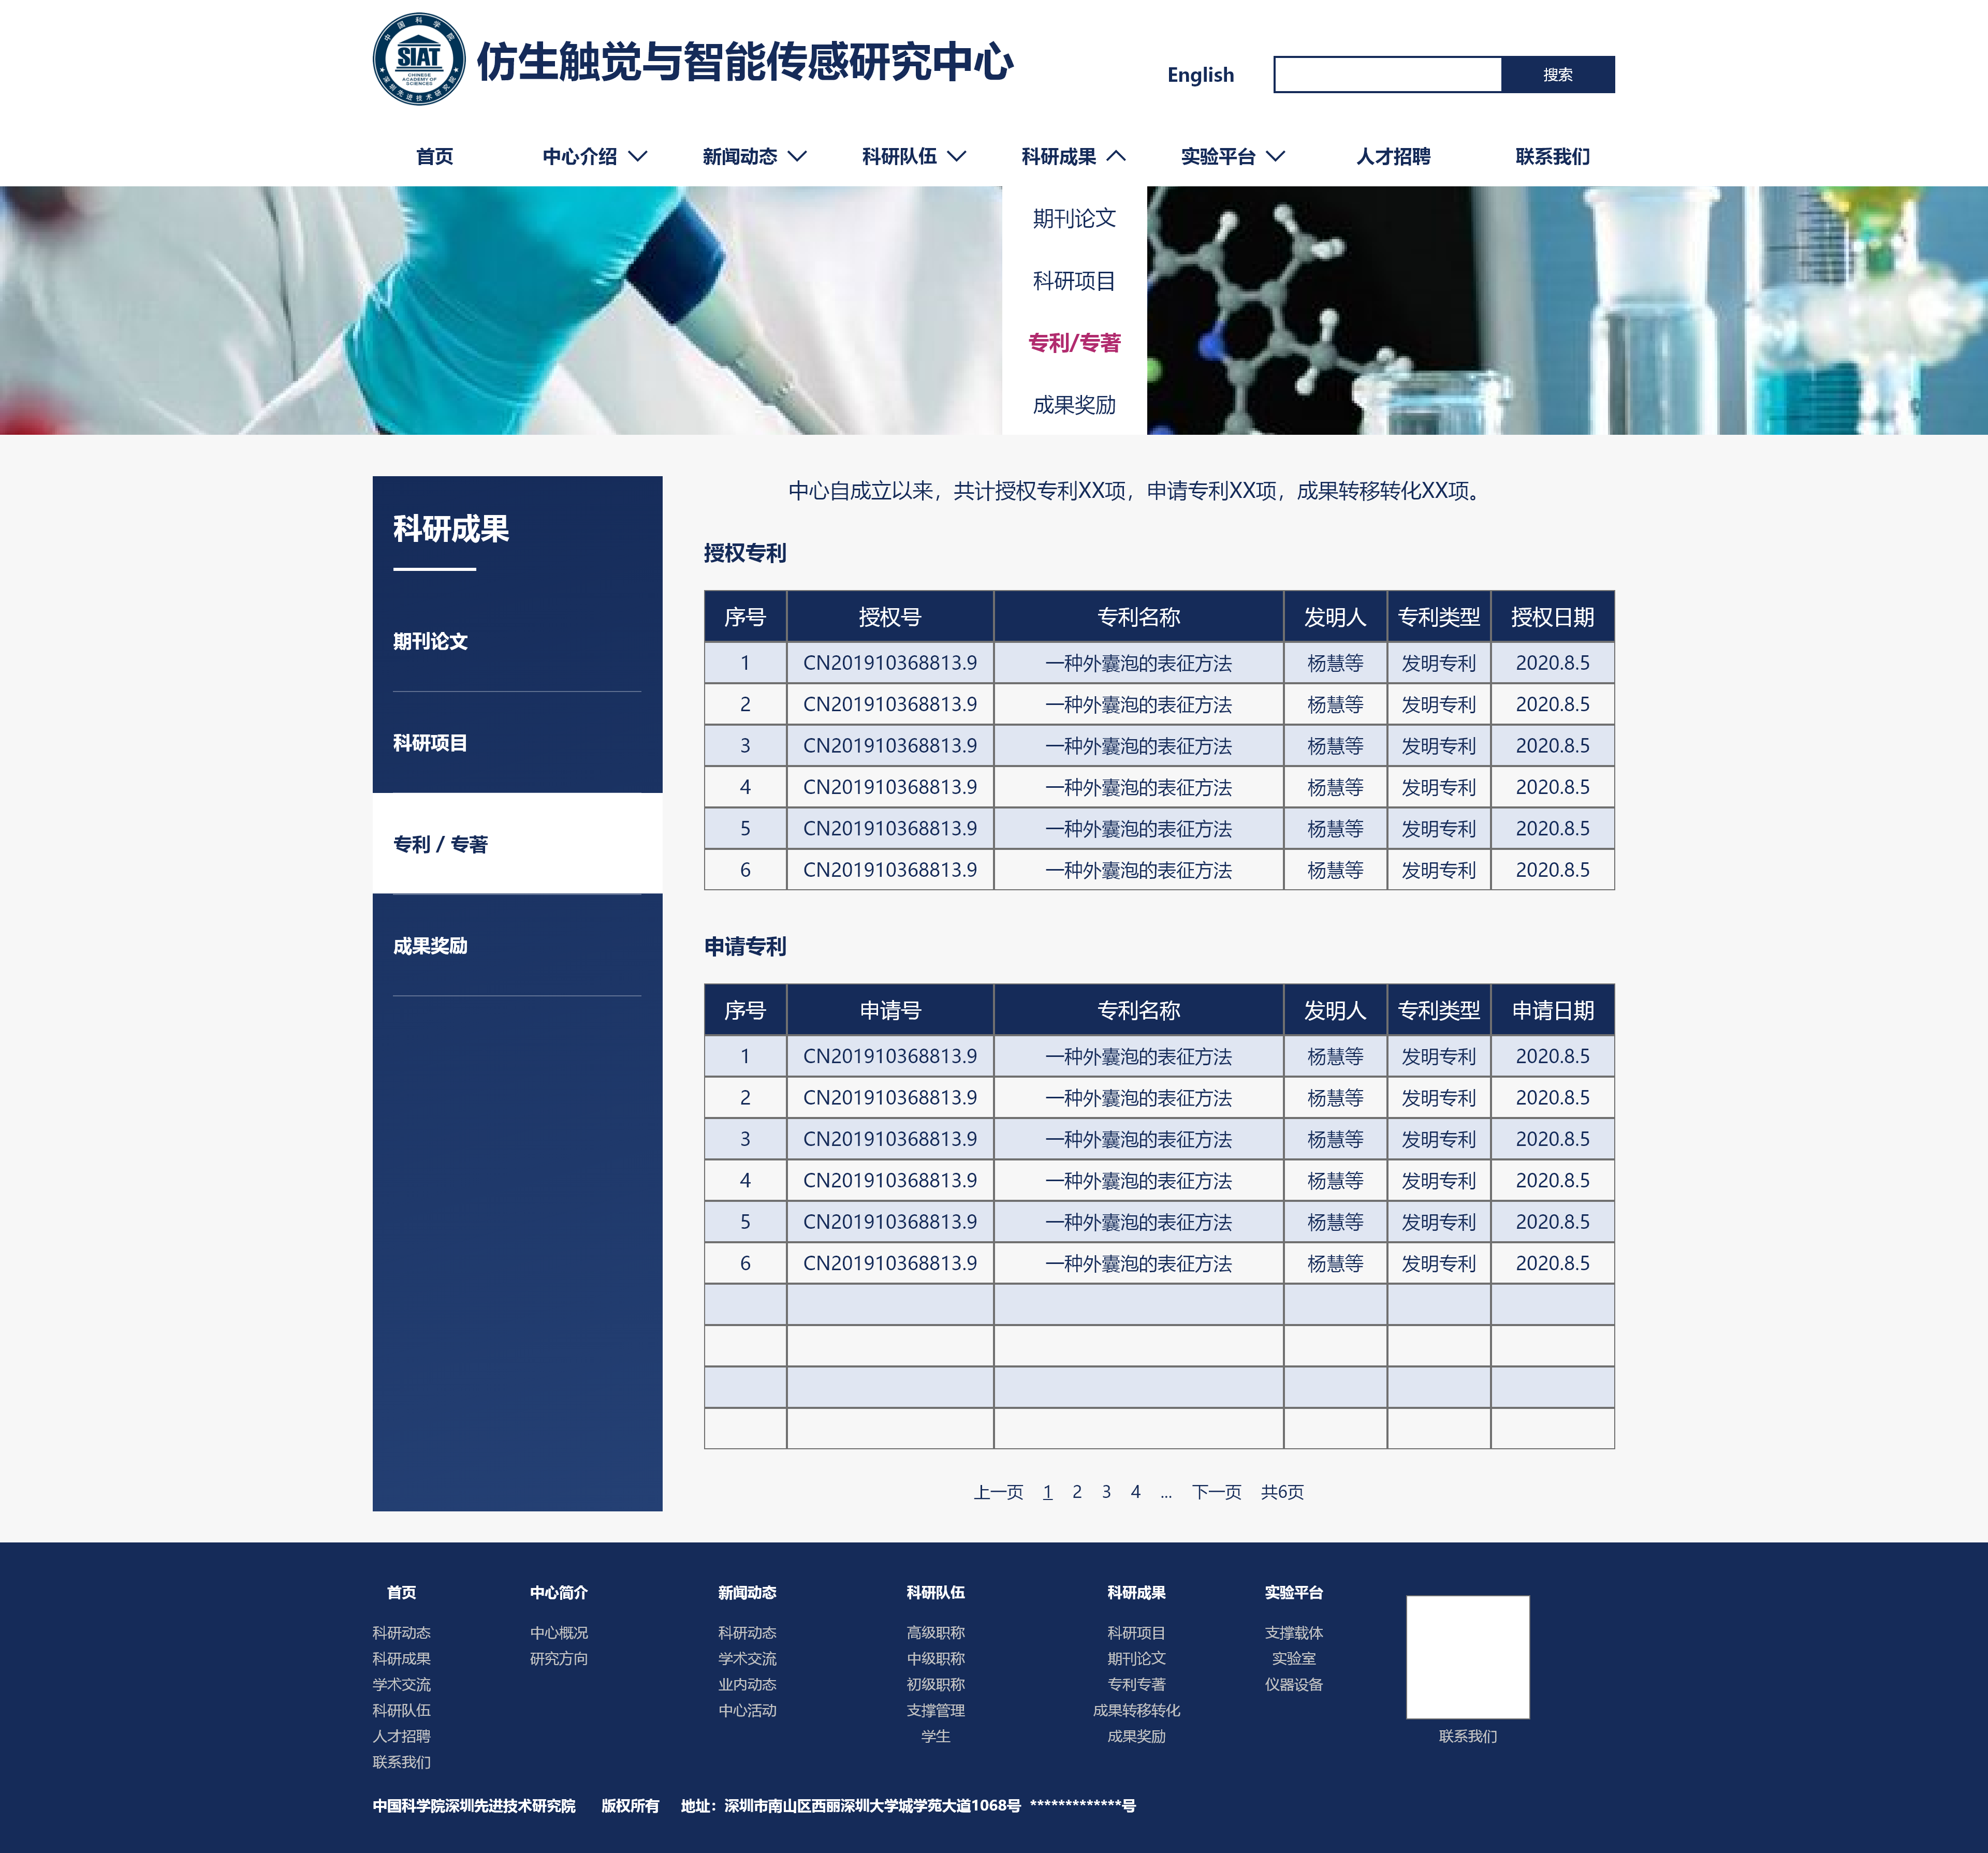 中国科学院
SIAT
CHINESE
ACADEMY OF
SCIENCES
深圳先进技术研究院
仿生触觉与智能传感研究中心
English 搜索
首页 中心介绍 新闻动态 科研队伍 科研成果 实验平台 人才招聘 联系我们
期刊论文
科研项目
专利/专著
成果奖励
科研成果
期刊论文
科研项目
专利 / 专著
成果奖励
中心自成立以来，共计授权专利XX项，申请专利XX项，成果转移转化XX项。
授权专利
序号 授权号 专利名称 发明人 专利类型 授权日期
1 CN201910368813.9 一种外囊泡的表征方法 杨慧等 发明专利 2020.8.5
2 CN201910368813.9 一种外囊泡的表征方法 杨慧等 发明专利 2020.8.5
3 CN201910368813.9 一种外囊泡的表征方法 杨慧等 发明专利 2020.8.5
4 CN201910368813.9 一种外囊泡的表征方法 杨慧等 发明专利 2020.8.5
5 CN201910368813.9 一种外囊泡的表征方法 杨慧等 发明专利 2020.8.5
6 CN201910368813.9 一种外囊泡的表征方法 杨慧等 发明专利 2020.8.5
申请专利
序号 申请号 专利名称 发明人 专利类型 申请日期
1 CN201910368813.9 一种外囊泡的表征方法 杨慧等 发明专利 2020.8.5
2 CN201910368813.9 一种外囊泡的表征方法 杨慧等 发明专利 2020.8.5
3 CN201910368813.9 一种外囊泡的表征方法 杨慧等 发明专利 2020.8.5
4 CN201910368813.9 一种外囊泡的表征方法 杨慧等 发明专利 2020.8.5
5 CN201910368813.9 一种外囊泡的表征方法 杨慧等 发明专利 2020.8.5
6 CN201910368813.9 一种外囊泡的表征方法 杨慧等 发明专利 2020.8.5
上一页 1 2 3 4 ... 下一页 共6页
首页 中心简介 新闻动态 科研队伍 科研成果 实验平台
科研动态 中心概况 科研动态 高级职称 科研项目 支撑载体
科研成果 研究方向 学术交流 中级职称 期刊论文 实验室
学术交流 业内动态 初级职称 专利专著 仪器设备
科研队伍 中心活动 支撑管理 成果转移转化
人才招聘 学生 成果奖励 联系我们
联系我们
中国科学院深圳先进技术研究院 版权所有 地址：深圳市南山区西丽深圳大学城学苑大道1068号 *************号